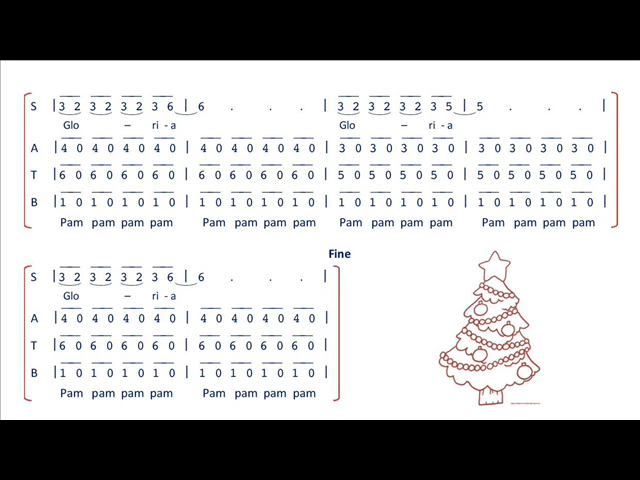 S | 3 2 3 2 3 2 3 6 | 6 . . . | 3 2 3 2 3 2 3 5 | 5 . . . |
Glo – ri - a Glo – ri - a
A | 4 0 4 0 4 0 4 0 | 4 0 4 0 4 0 4 0 | 3 0 3 0 3 0 3 0 | 3 0 3 0 3 0 3 0 |
T | 6 0 6 0 6 0 6 0 | 6 0 6 0 6 0 6 0 | 5 0 5 0 5 0 5 0 | 5 0 5 0 5 0 5 0 |
B | 1 0 1 0 1 0 1 0 | 1 0 1 0 1 0 1 0 | 1 0 1 0 1 0 1 0 | 1 0 1 0 1 0 1 0 |
Pam pam pam pam Pam pam pam pam Pam pam pam pam Pam pam pam pam
Fine
S | 3 2 3 2 3 2 3 6 | 6 . . . |
Glo – ri - a
A | 4 0 4 0 4 0 4 0 | 4 0 4 0 4 0 4 0 |
T | 6 0 6 0 6 0 6 0 | 6 0 6 0 6 0 6 0 |
B | 1 0 1 0 1 0 1 0 | 1 0 1 0 1 0 1 0 |
Pam pam pam pam Pam pam pam pam